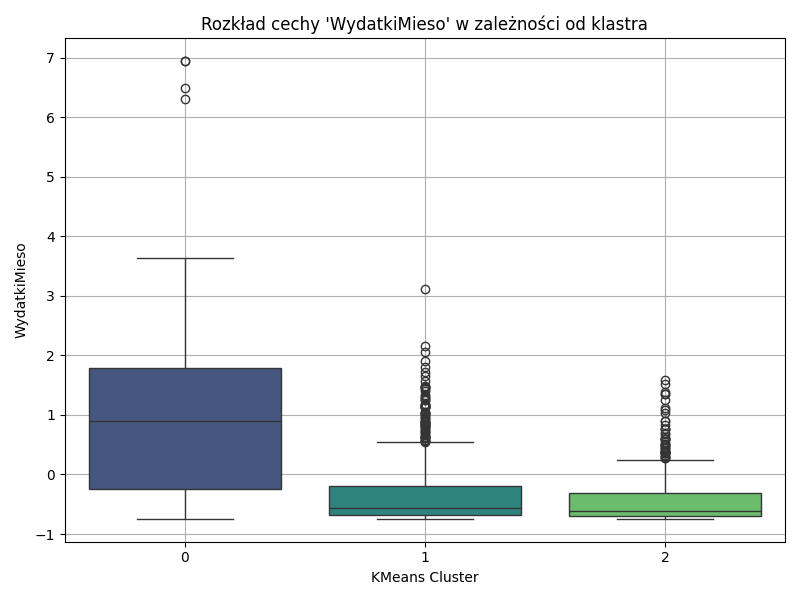 Rozkład cechy 'WydatkiMieso' w zależności od klastra
7
6
5
4
3
2
1
0
−1
WydatkiMieso
0 1 2
KMeans Cluster